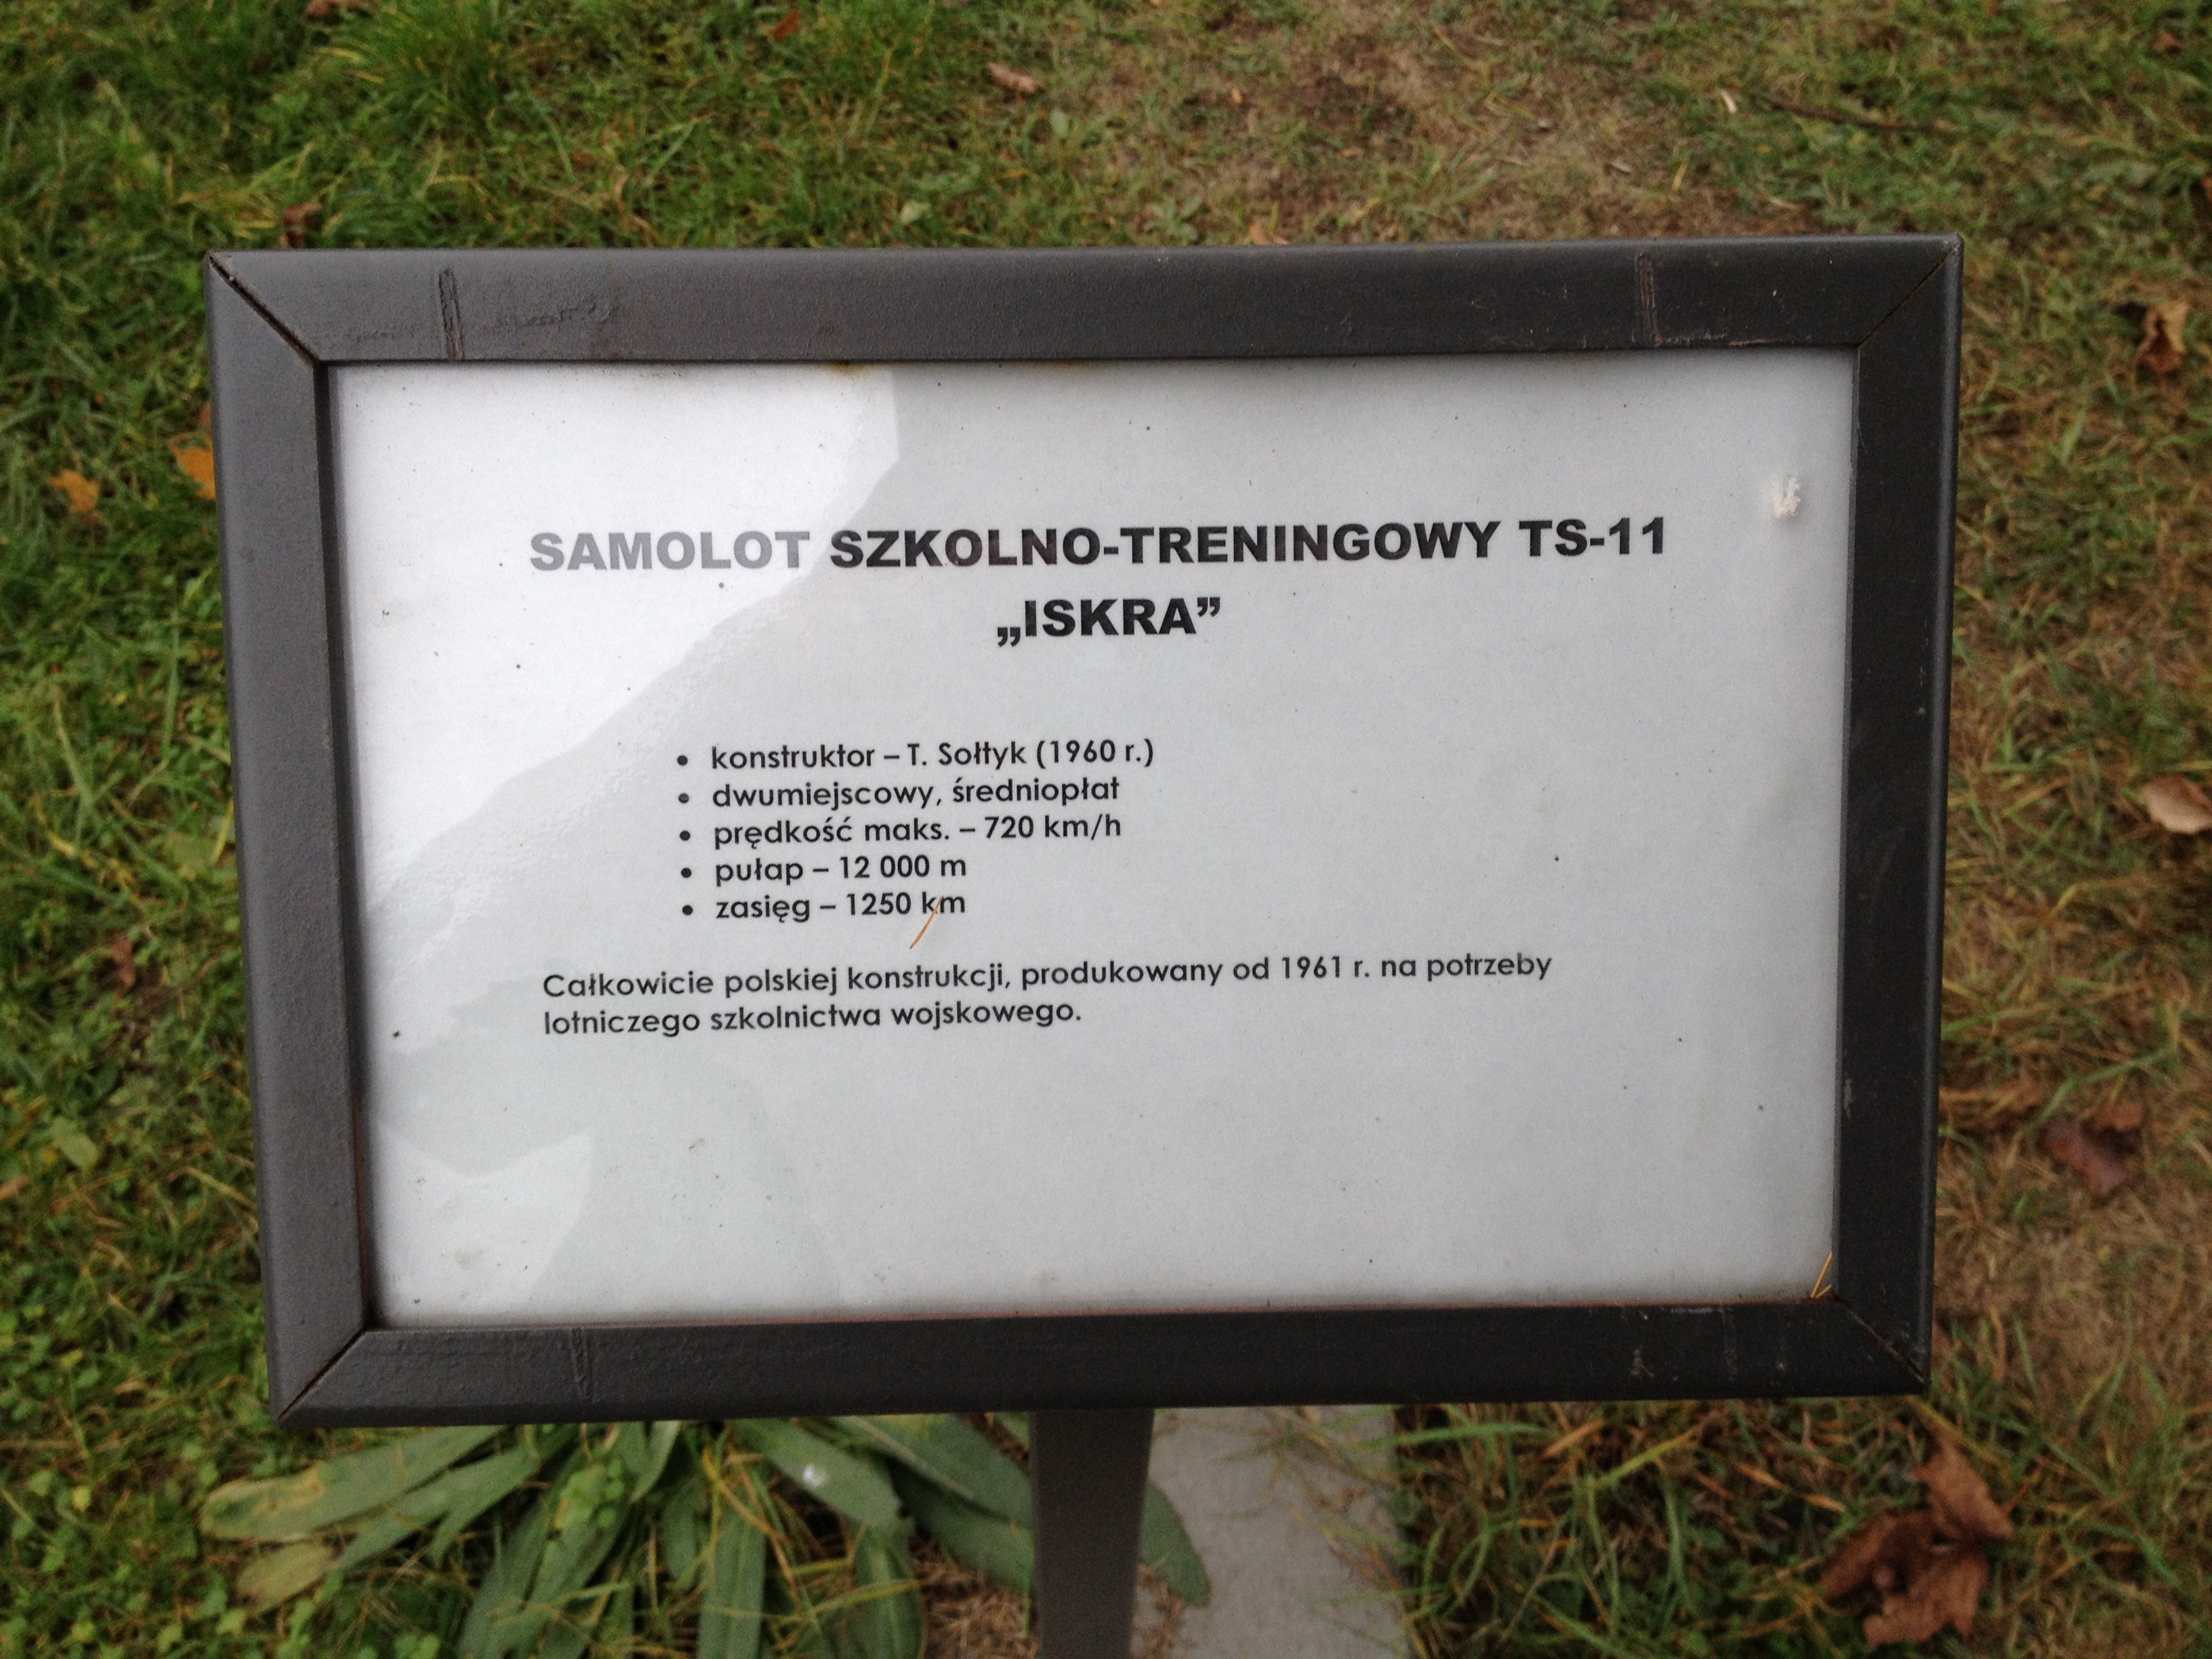 SAMOLOT SZKOLNO-TRENINGOWY TS-11
„ISKRA”
• konstruktor – T. Sołtyk (1960 r.)
• dwumiejscowy, średniopłat
• prędkość maks. – 720 km/h
• pułap – 12 000 m
• zasięg – 1250 km
Całkowicie polskiej konstrukcji, produkowany od 1961 r. na potrzeby
lotniczego szkolnictwa wojskowego.